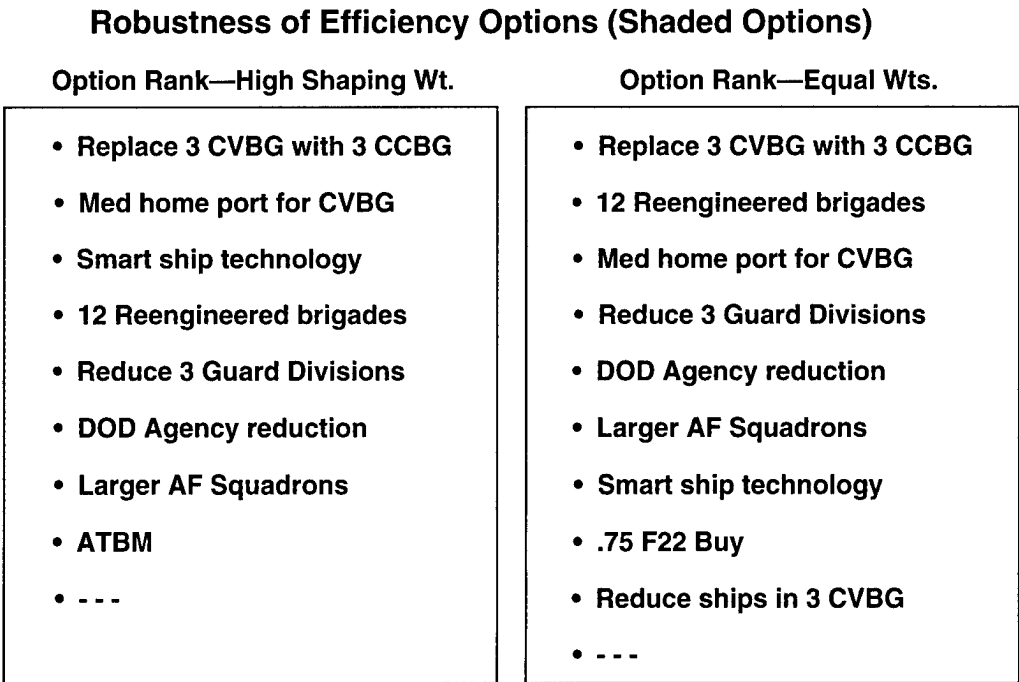 Robustness of Efficiency Options (Shaded Options)
Option Rank—High Shaping Wt.
• Replace 3 CVBG with 3 CCBG
• Med home port for CVBG
• Smart ship technology
• 12 Reengineered brigades
• Reduce 3 Guard Divisions
• DOD Agency reduction
• Larger AF Squadrons
• ATBM
• - - -
Option Rank—Equal Wts.
• Replace 3 CVBG with 3 CCBG
• 12 Reengineered brigades
• Med home port for CVBG
• Reduce 3 Guard Divisions
• DOD Agency reduction
• Larger AF Squadrons
• Smart ship technology
• .75 F22 Buy
• Reduce ships in 3 CVBG
• - - -